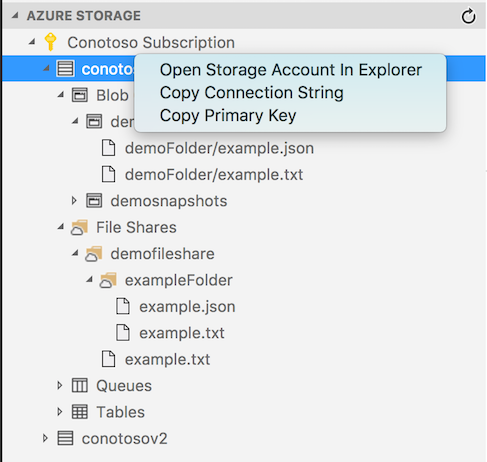 AZURE STORAGE
Conotoso Subscription
conotos
Open Storage Account In Explorer
Copy Connection String
Copy Primary Key
Blob
de
demoFolder/example.json
demoFolder/example.txt
demosnapshots
File Shares
demofileshare
exampleFolder
example.json
example.txt
example.txt
Queues
Tables
conotosov2